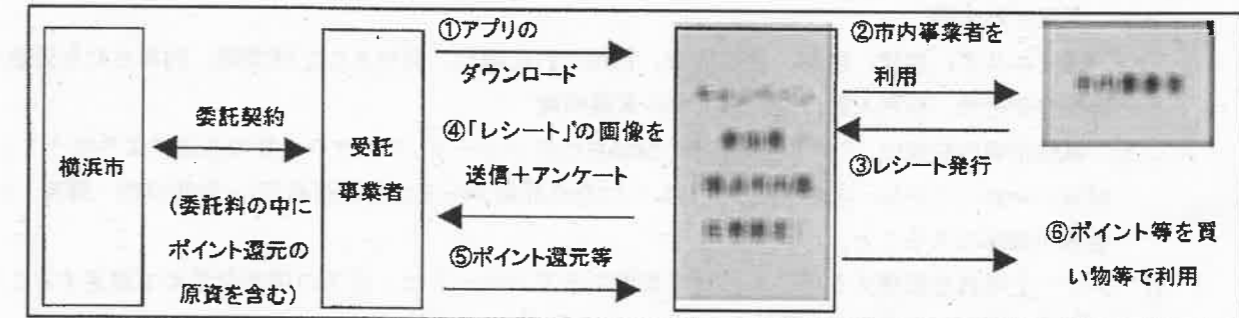 横浜市
委託契約
(委託料の中に
ポイント還元の
原資を含む)
受託
事業者
①アプリの
ダウンロード
④「レシート」の画像を
送信+アンケート
⑤ポイント還元等
②市内事業者を
利用
③レシート発行
⑥ポイント等を買
い物等で利用